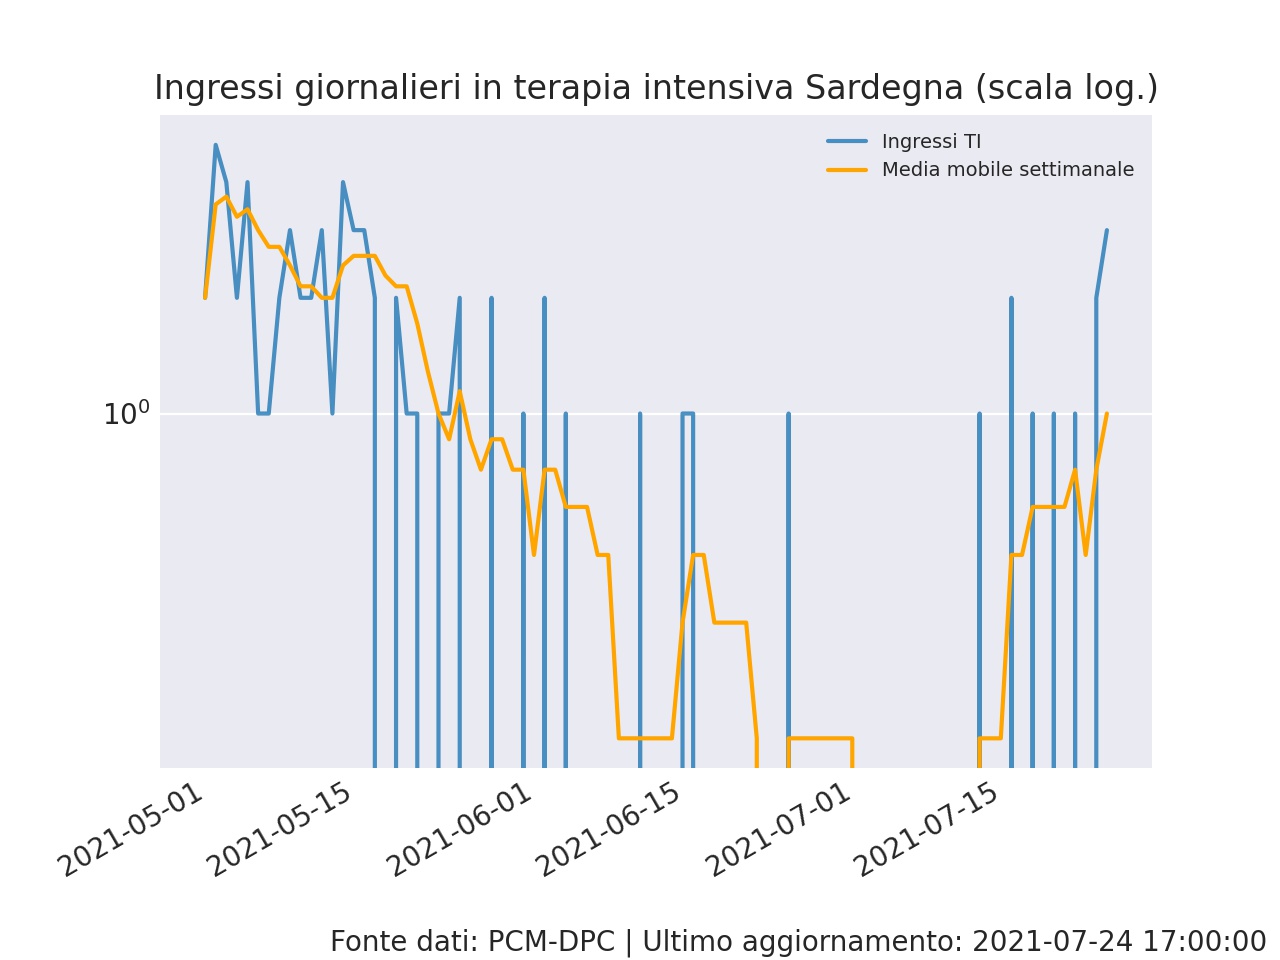 Ingressi giornalieri in terapia intensiva Sardegna (scala log.)
Ingressi TI
Media mobile settimanale
10⁰
2021-05-01
2021-05-15
2021-06-01
2021-06-15
2021-07-01
2021-07-15
Fonte dati: PCM-DPC | Ultimo aggiornamento: 2021-07-24 17:00:00